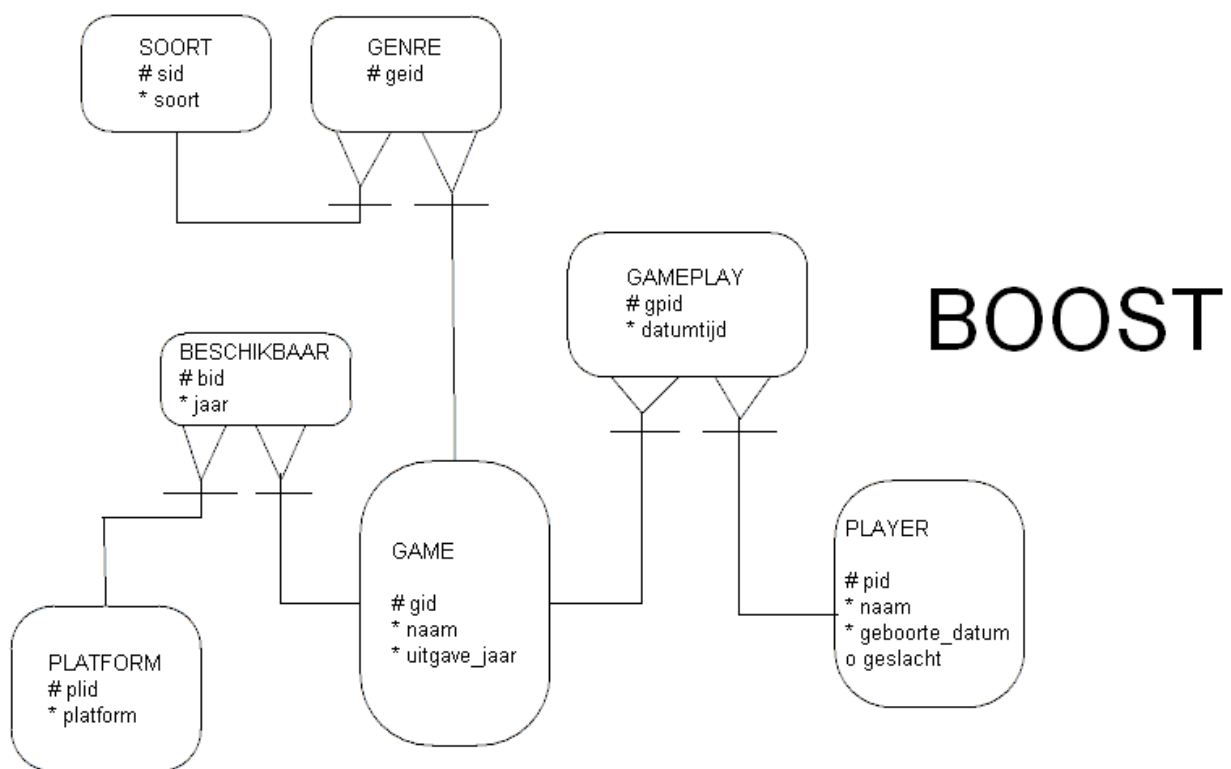 SOORT
# sid
* soort
GENRE
# geid
GAMEPLAY
# gpid
* datumtijd
BOOST
BESCHIKBAAR
# bid
* jaar
GAME
# gid
* naam
* uitgave_jaar
PLAYER
# pid
* naam
* geboorte_datum
o geslacht
PLATFORM
# plid
* platform